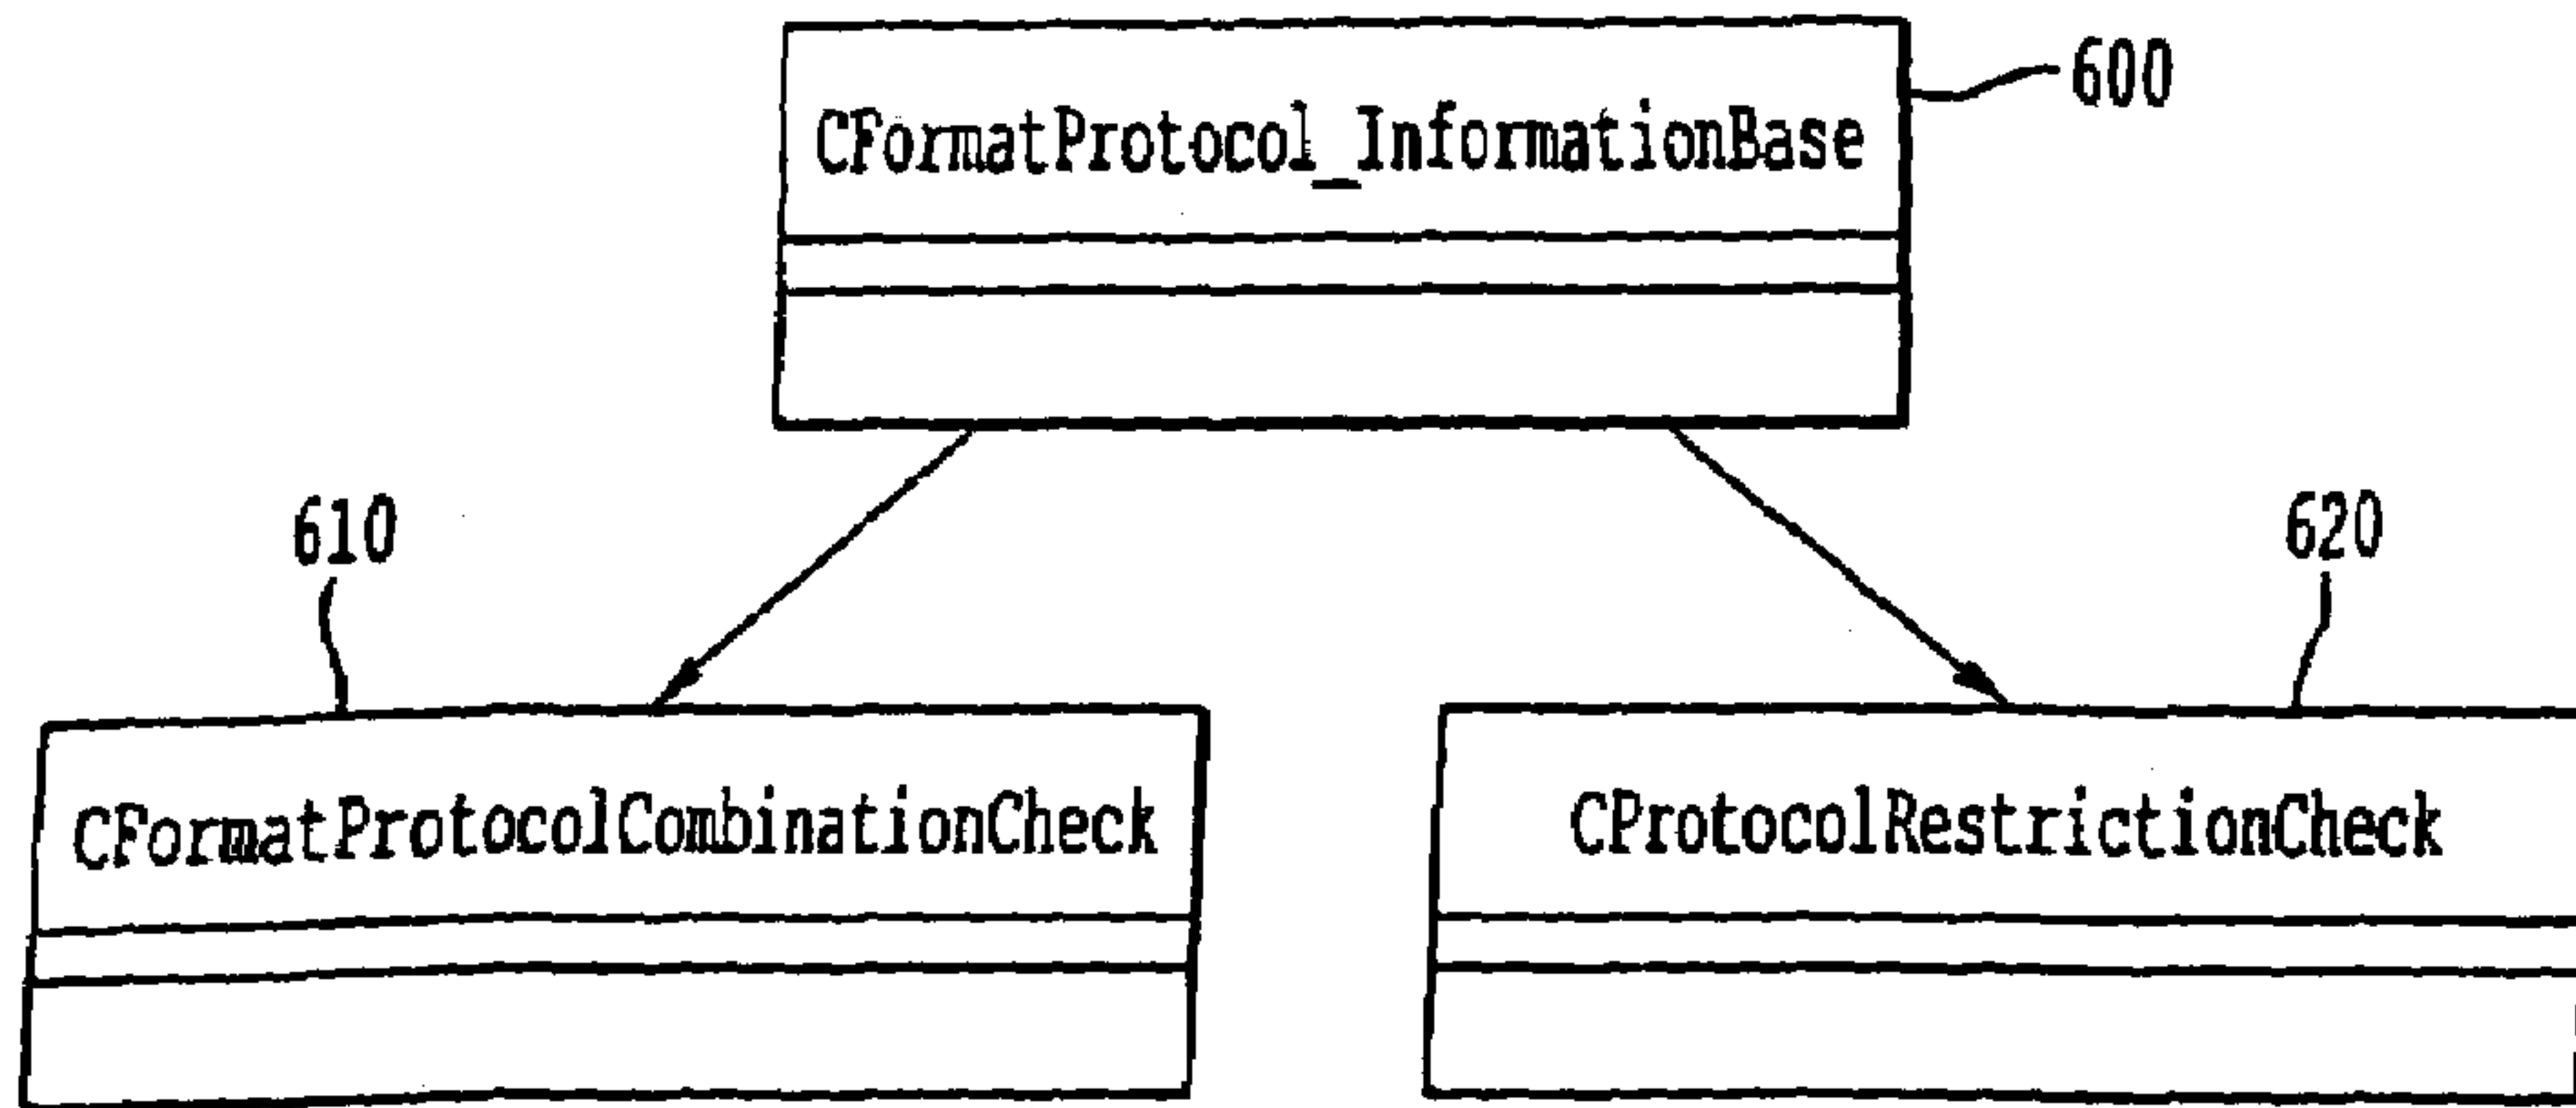 600
CFormatProtocol_InformationBase
610
620
CFormatProtocolCombinationCheck
CProtocolRestrictionCheck